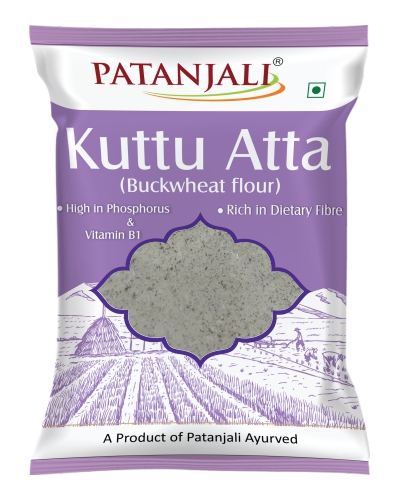 PATANJALI®
Kuttu Atta
(Buckwheat flour)
• High in Phosphorus
&
Vitamin B1
• Rich in Dietary Fibre
A Product of Patanjali Ayurved